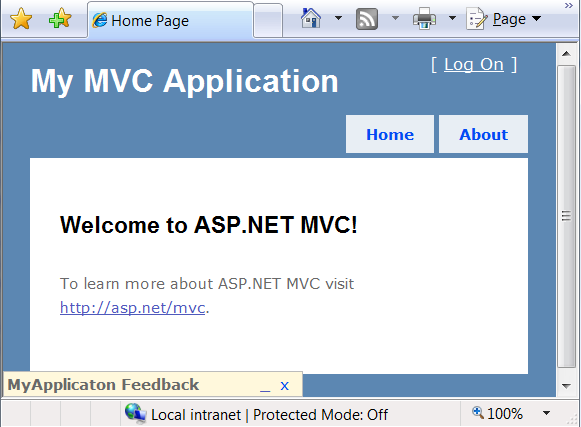 Home Page
Page
My MVC Application
[ Log On ]
Home
About
Welcome to ASP.NET MVC!
To learn more about ASP.NET MVC visit
http://asp.net/mvc.
MyApplicaton Feedback _ x
Local intranet | Protected Mode: Off
100%